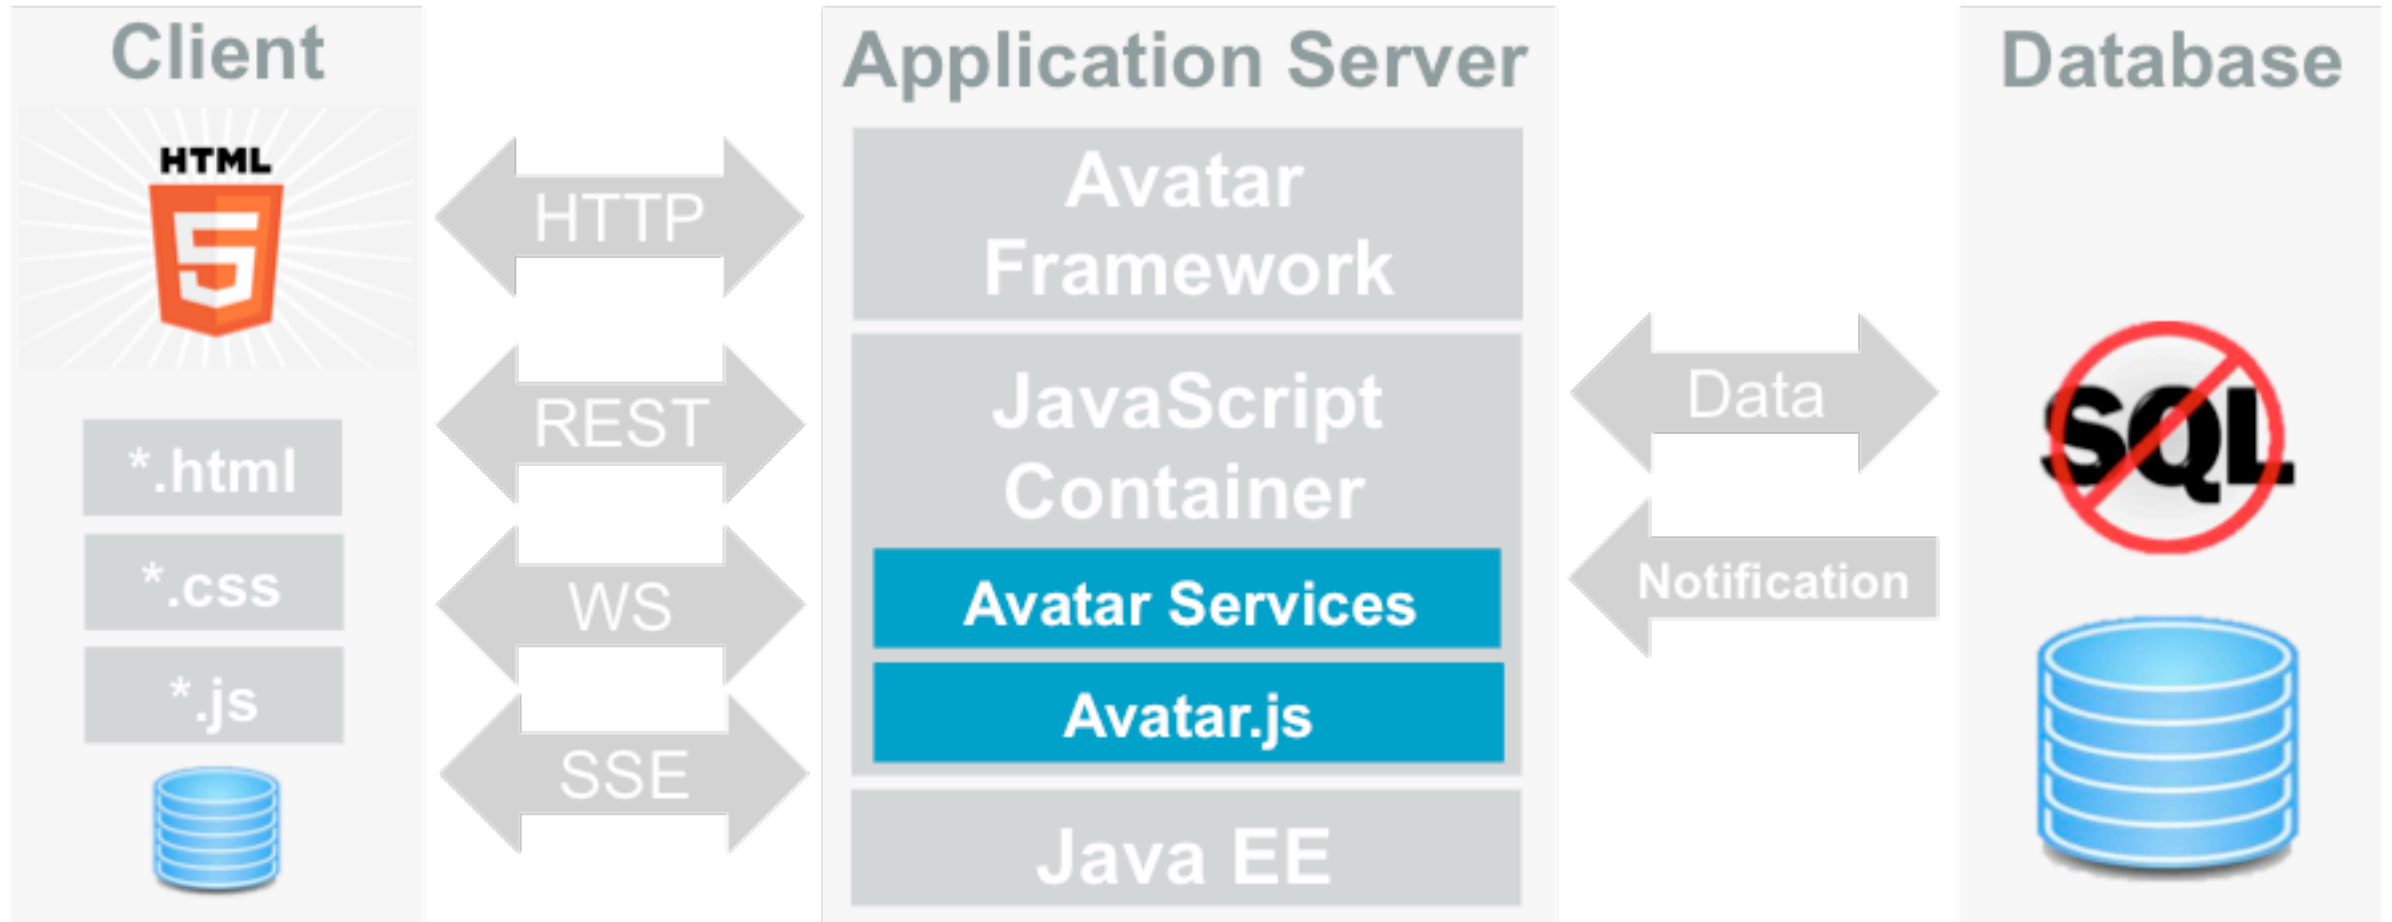 Client
HTML
5
*.html
*.css
*.js
HTTP
REST
WS
SSE
Application Server
Avatar
Framework
JavaScript
Container
Avatar Services
Avatar.js
Java EE
Data
Notification
Database
SQL